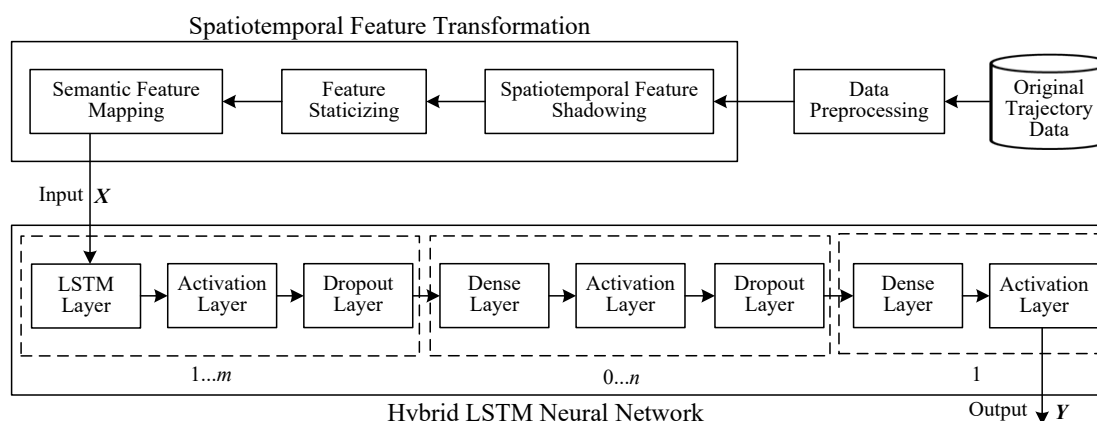 Spatiotemporal Feature Transformation
Semantic Feature
Mapping
Feature
Staticizing
Spatiotemporal Feature
Shadowing
Data
Preprocessing
Original
Trajectory
Data
Input X
LSTM
Layer
Activation
Layer
Dropout
Layer
Dense
Layer
Activation
Layer
Dropout
Layer
Dense
Layer
Activation
Layer
1...m
0...n
1
Hybrid LSTM Neural Network
Output Y